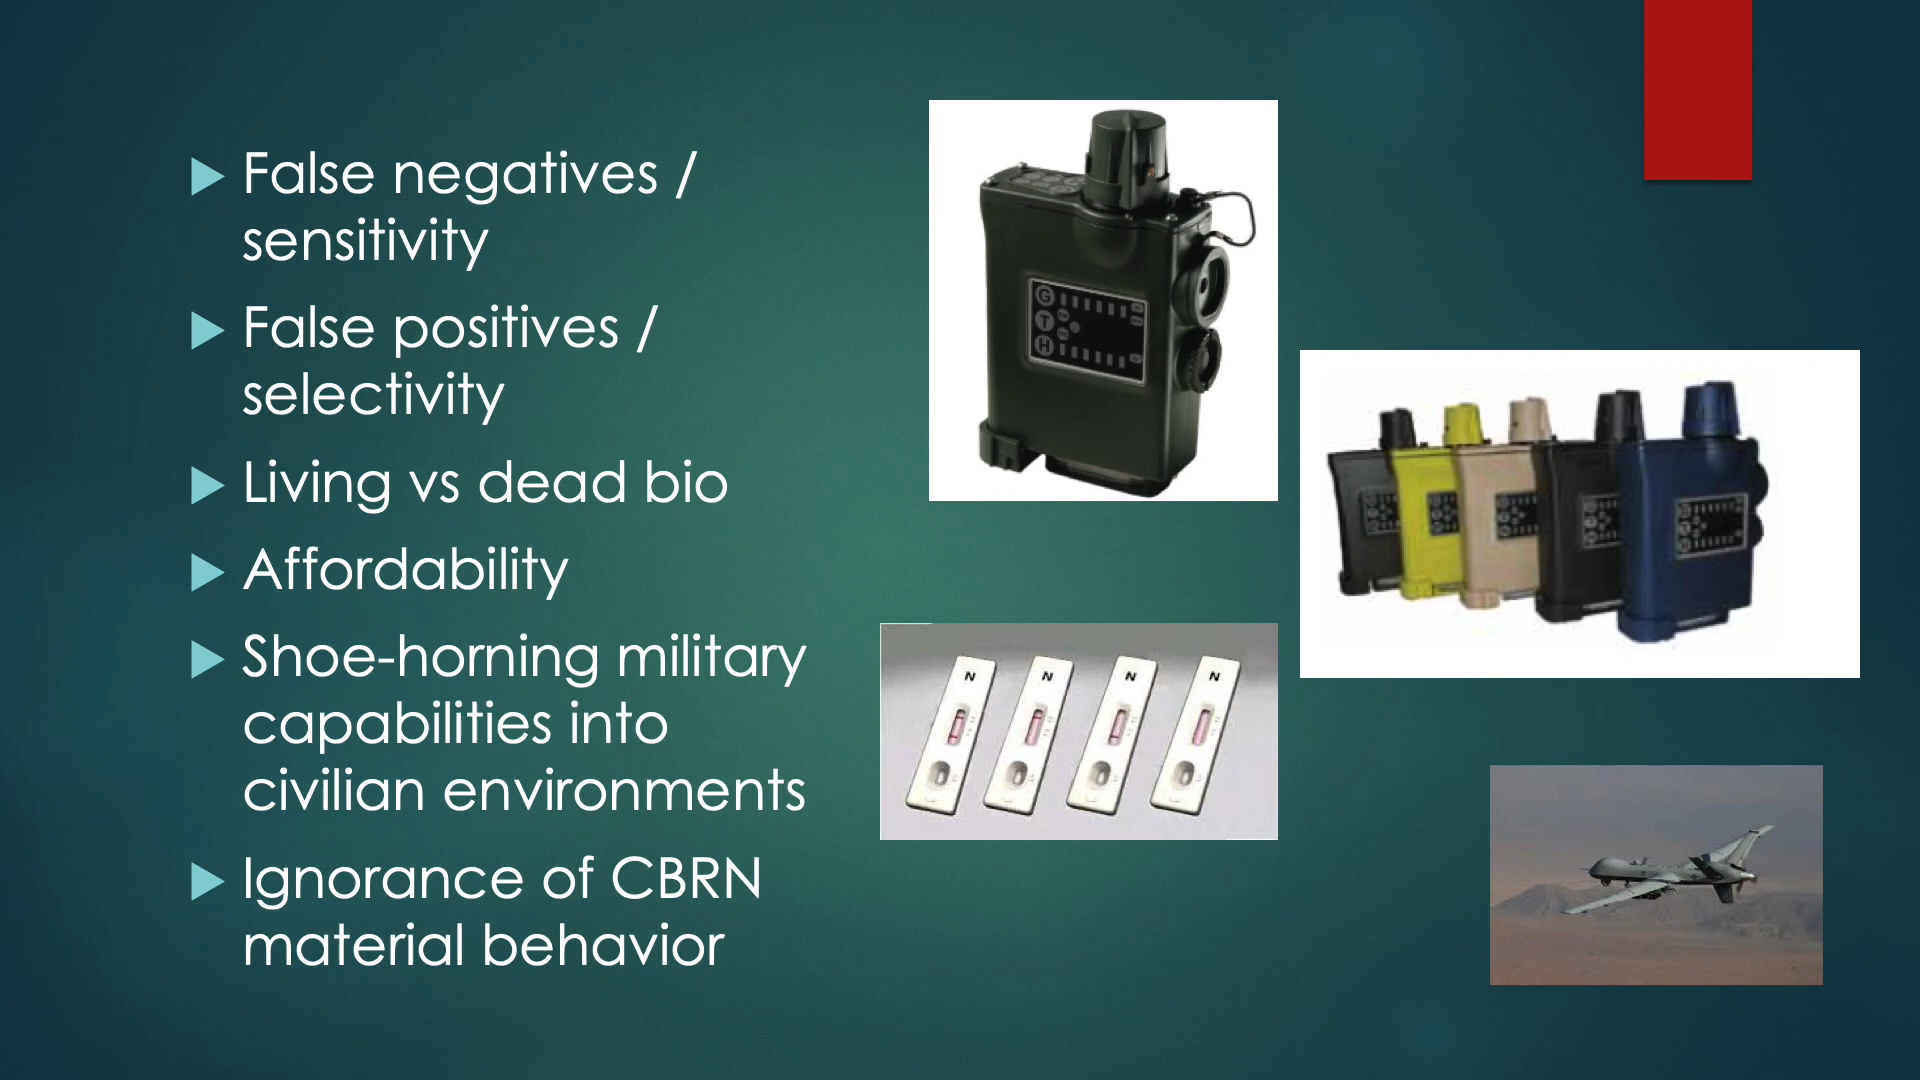 False negatives /
sensitivity
False positives /
selectivity
Living vs dead bio
Affordability
Shoe-horning military
capabilities into
civilian environments
Ignorance of CBRN
material behavior
G
T
H
N N N N